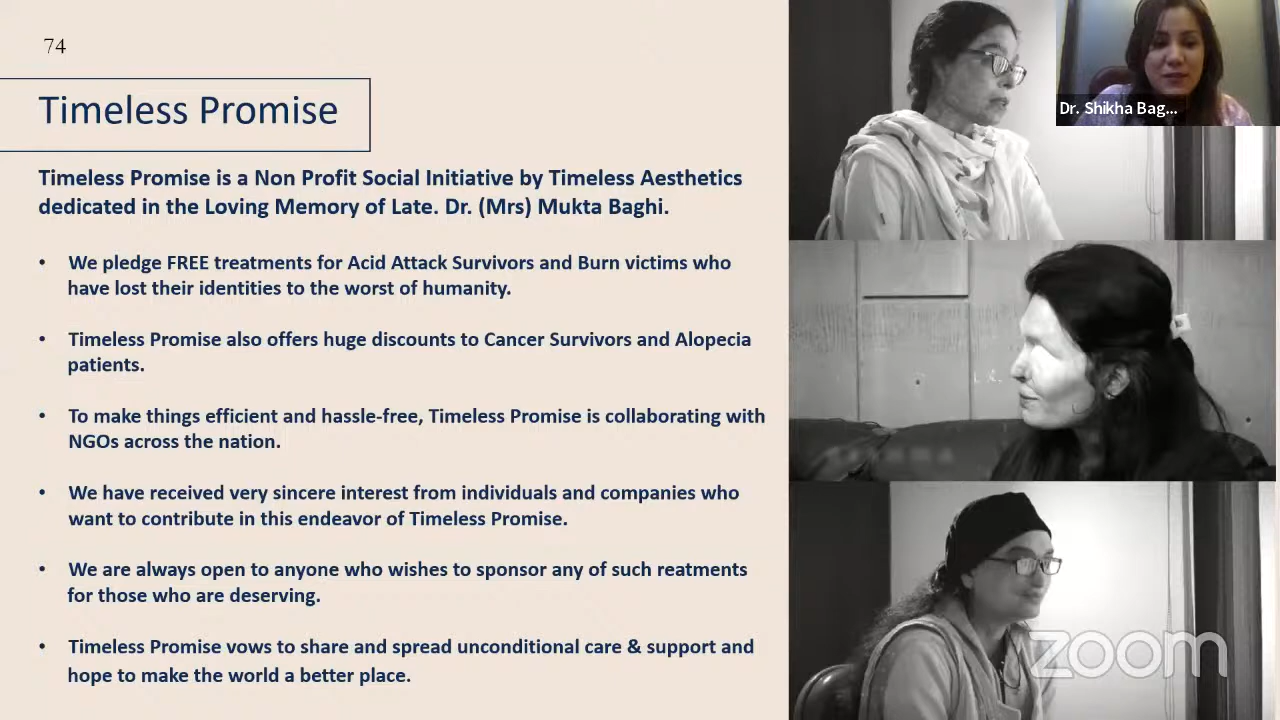 74
Timeless Promise
Timeless Promise is a Non Profit Social Initiative by Timeless Aesthetics
dedicated in the Loving Memory of Late. Dr. (Mrs) Mukta Baghi.
• We pledge FREE treatments for Acid Attack Survivors and Burn victims who
have lost their identities to the worst of humanity.
• Timeless Promise also offers huge discounts to Cancer Survivors and Alopecia
patients.
• To make things efficient and hassle-free, Timeless Promise is collaborating with
NGOs across the nation.
• We have received very sincere interest from individuals and companies who
want to contribute in this endeavor of Timeless Promise.
• We are always open to anyone who wishes to sponsor any of such reatments
for those who are deserving.
• Timeless Promise vows to share and spread unconditional care & support and
hope to make the world a better place.
Dr. Shikha Bag...
zoom